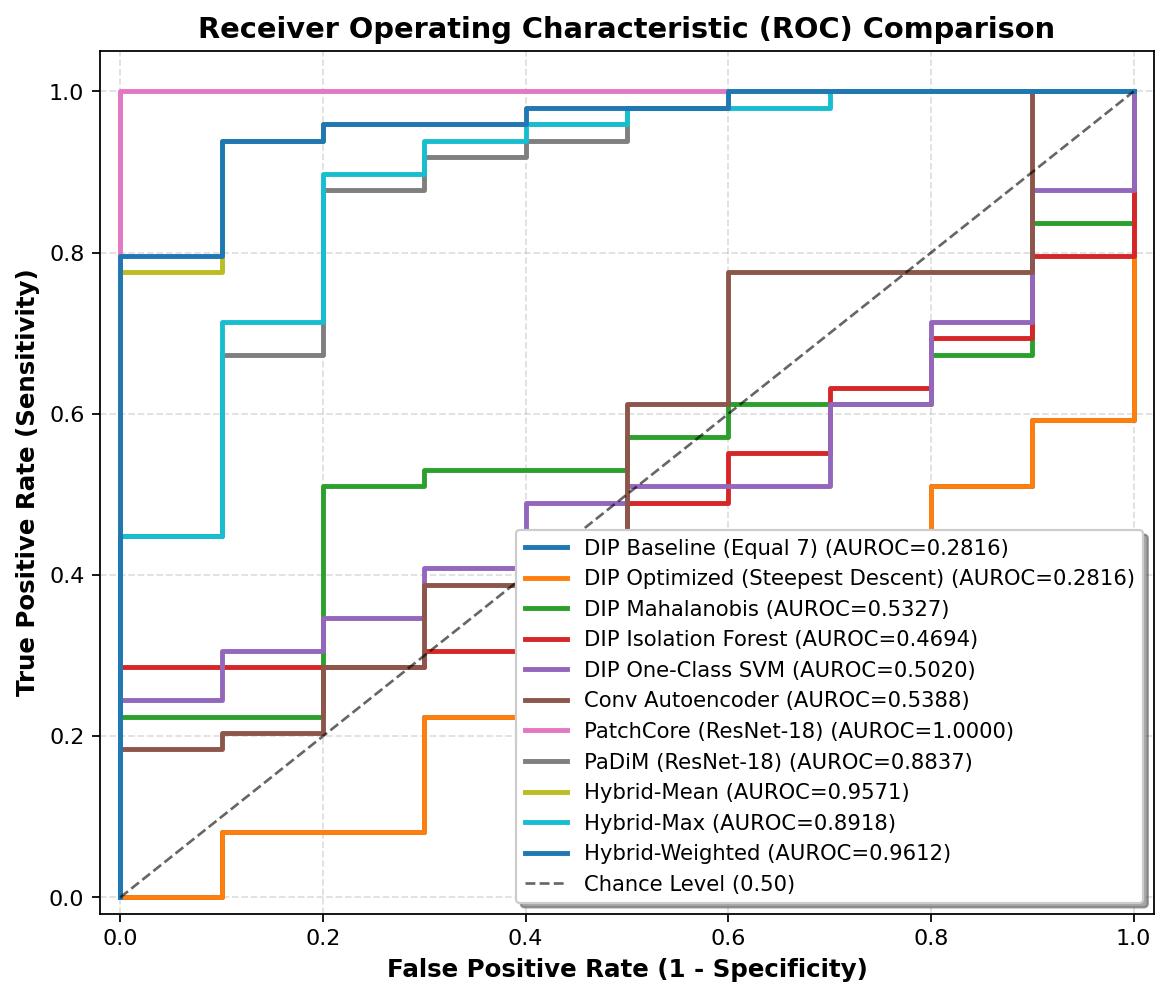 Receiver Operating Characteristic (ROC) Comparison
True Positive Rate (Sensitivity)
1.0
0.8
0.6
0.4
0.2
0.0
DIP Baseline (Equal 7) (AUROC=0.2816)
DIP Optimized (Steepest Descent) (AUROC=0.2816)
DIP Mahalanobis (AUROC=0.5327)
DIP Isolation Forest (AUROC=0.4694)
DIP One-Class SVM (AUROC=0.5020)
Conv Autoencoder (AUROC=0.5388)
PatchCore (ResNet-18) (AUROC=1.0000)
PaDiM (ResNet-18) (AUROC=0.8837)
Hybrid-Mean (AUROC=0.9571)
Hybrid-Max (AUROC=0.8918)
Hybrid-Weighted (AUROC=0.9612)
Chance Level (0.50)
0.0 0.2 0.4 0.6 0.8 1.0
False Positive Rate (1 - Specificity)